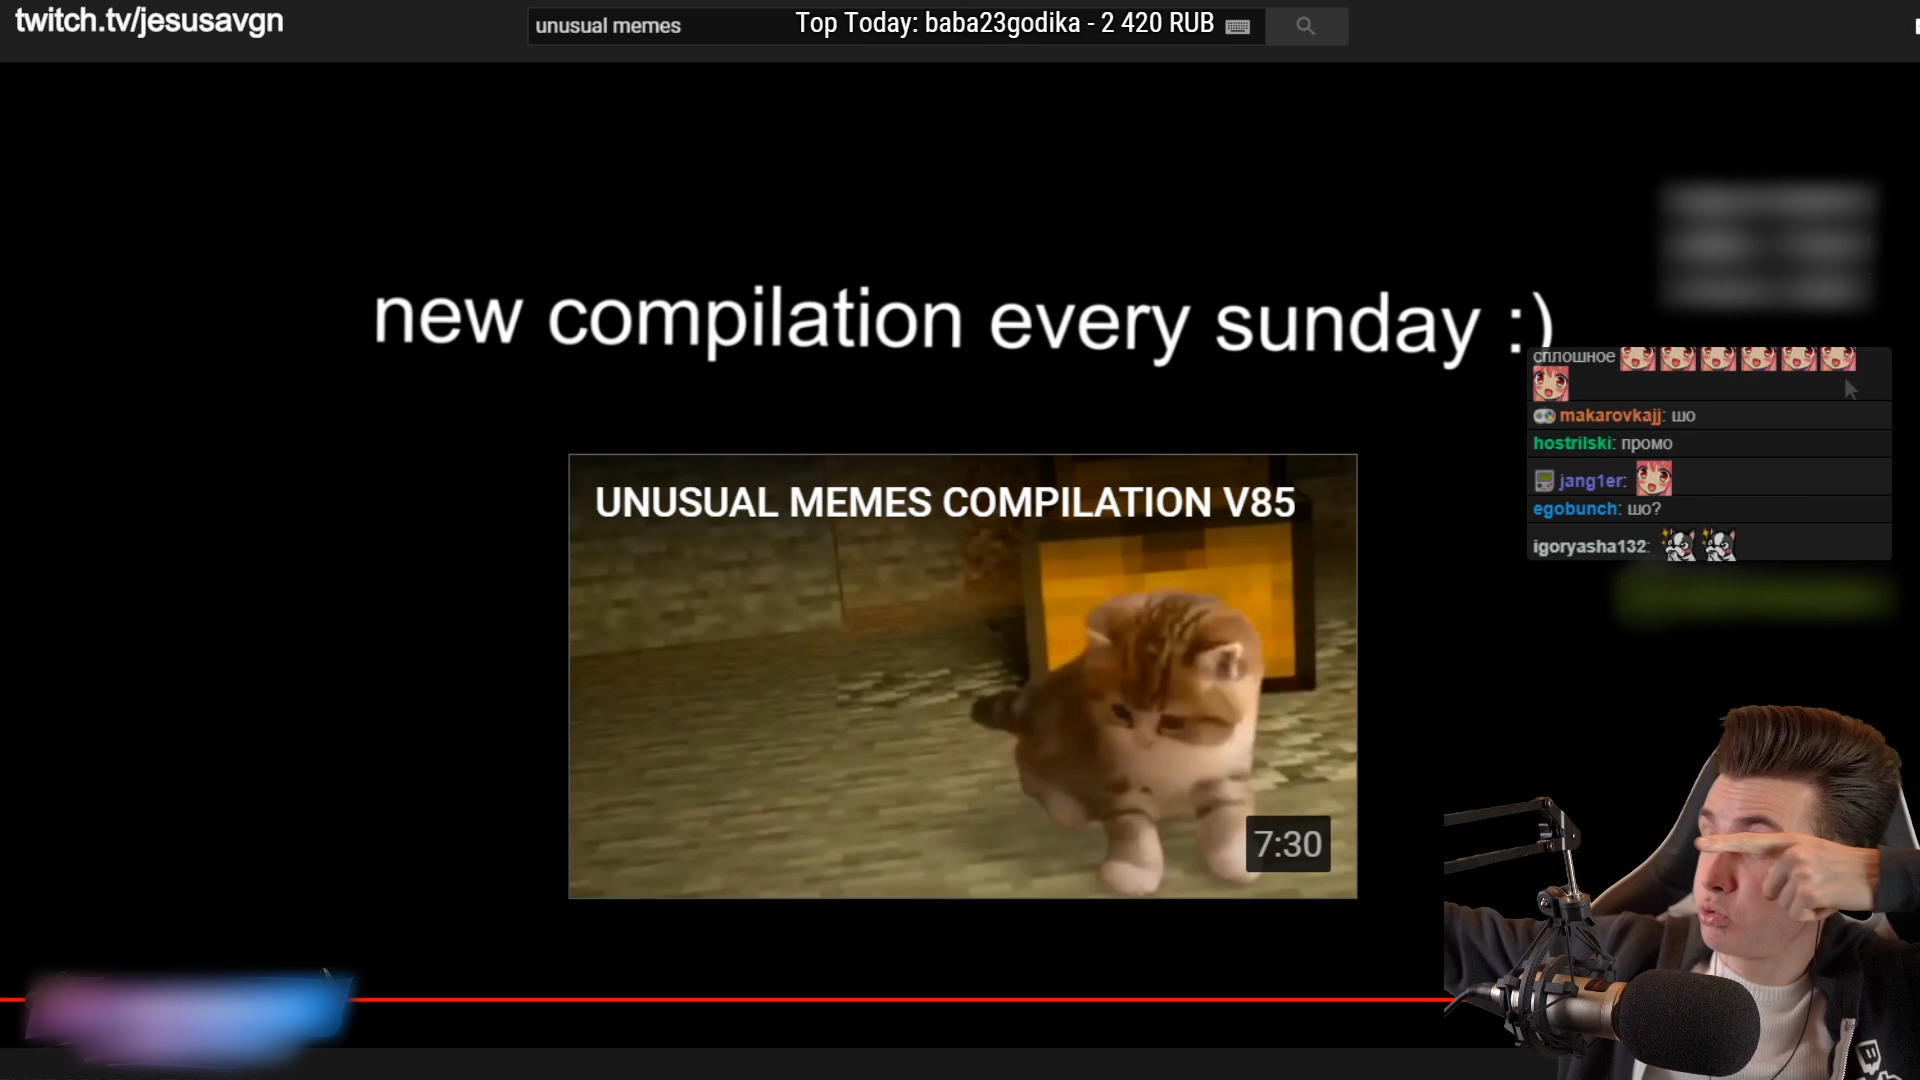 twitch.tv/jesusavgn
unusual memes
Top Today: baba23godika - 2 420 RUB
new compilation every sunday :)
UNUSUAL MEMES COMPILATION V85
7:30
сплошное
makarovkajj: шо
hostrilski: промо
jang1er:
egobunch: шо?
igoryasha132: